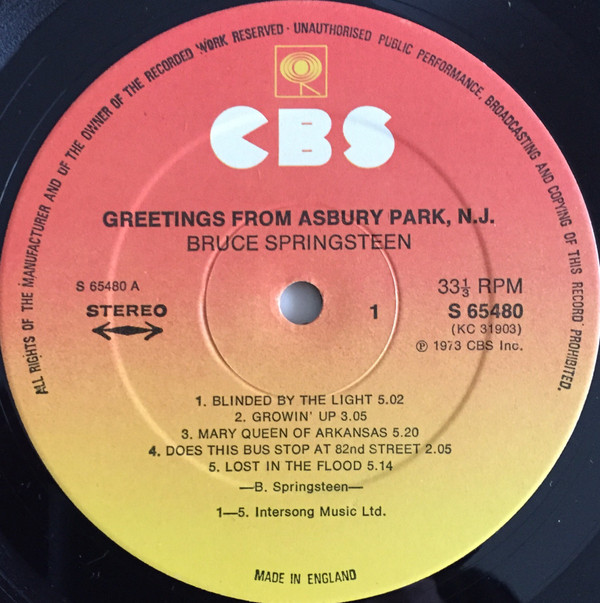 ALL RIGHTS OF THE MANUFACTURER AND OF THE OWNER OF THE RECORDED WORK RESERVED · UNAUTHORISED PUBLIC PERFORMANCE, BROADCASTING AND COPYING OF THIS RECORD PROHIBITED.
CBS
GREETINGS FROM ASBURY PARK, N.J.
BRUCE SPRINGSTEEN
S 65480 A
STEREO
1
33⅓ RPM
S 65480
(KC 31903)
℗ 1973 CBS Inc.
1. BLINDED BY THE LIGHT 5.02
2. GROWIN' UP 3.05
3. MARY QUEEN OF ARKANSAS 5.20
4. DOES THIS BUS STOP AT 82nd STREET 2.05
5. LOST IN THE FLOOD 5.14
—B. Springsteen—
1—5. Intersong Music Ltd.
MADE IN ENGLAND